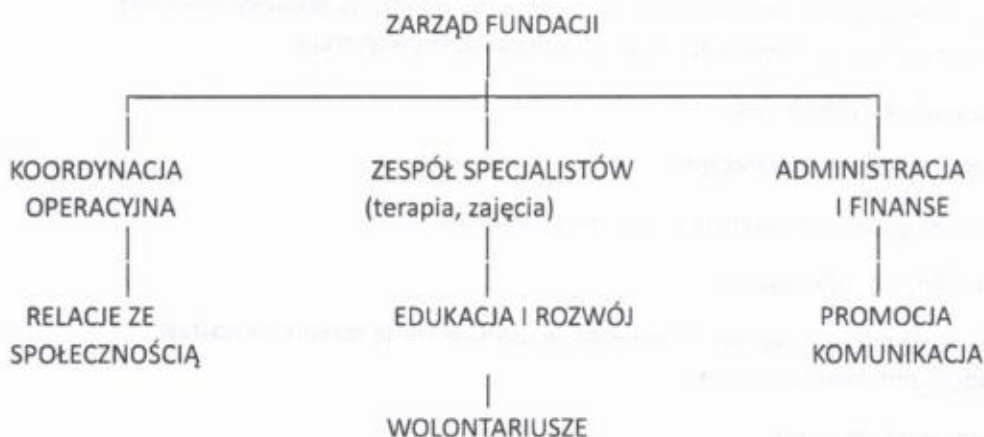 ZARZĄD FUNDACJI
KOORDYNACJA
OPERACYJNA
ZESPÓŁ SPECJALISTÓW
(terapia, zajęcia)
ADMINISTRACJA
I FINANSE
RELACJE ZE
SPOŁECZNOŚCIĄ
EDUKACJA I ROZWÓJ
PROMOCJA
KOMUNIKACJA
WOLONTARIUSZE